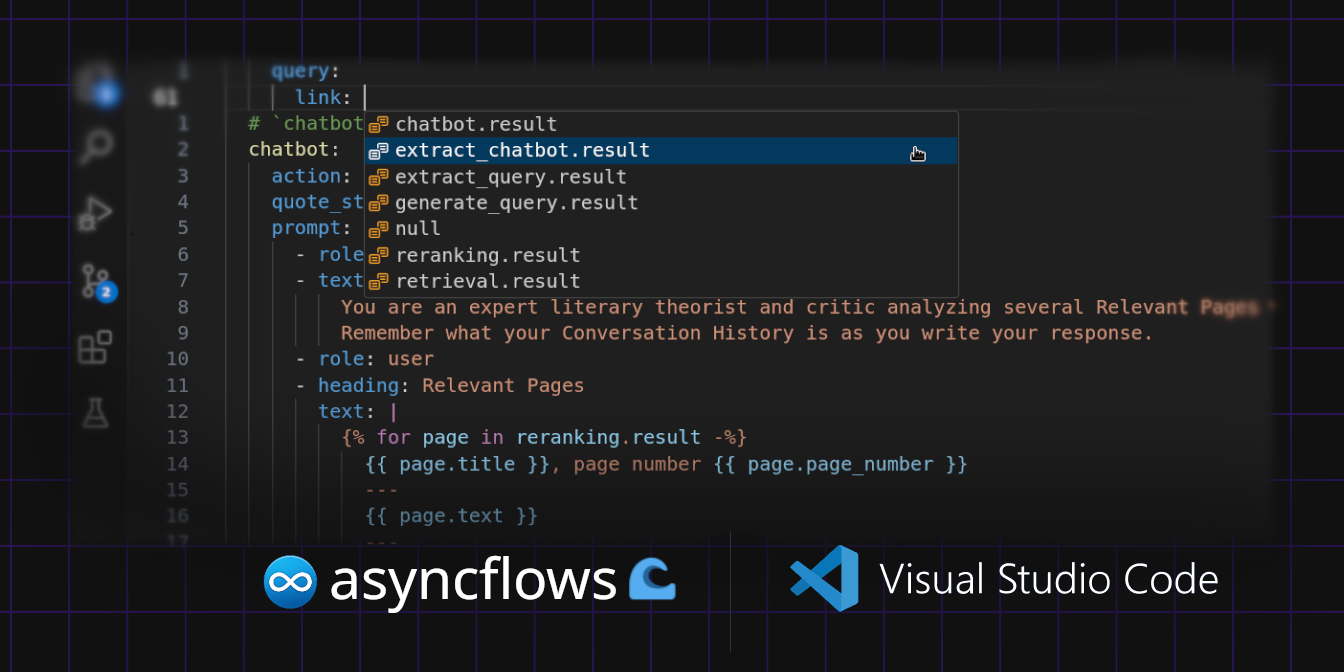 1 query:
61 link:
1 # `chatbot
chatbot.result
2 chatbot:
extract_chatbot.result
3 action:
extract_query.result
4 quote_st
generate_query.result
5 prompt:
null
6 - role
reranking.result
7 - text
retrieval.result
8 You are an expert literary theorist and critic analyzing several Relevant Pages
9 Remember what your Conversation History is as you write your response.
10 - role: user
11 - heading: Relevant Pages
12 text: |
13 {% for page in reranking.result -%}
14 {{ page.title }}, page number {{ page.page_number }}
15 ---
16 {{ page.text }}
17 ---
2
asyncflows
Visual Studio Code